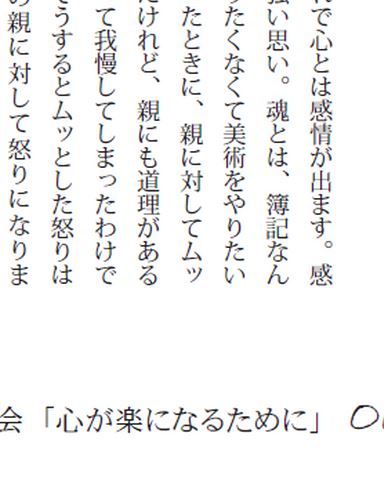 んで心とは感情が出ます。感
強い思い。魂とは、簿記なん
りたくなくて美術をやりたい
たときに、親に対してムッ
だけれど、親にも道理がある
て我慢してしまったわけで
そうするとムッとした怒りは
の親に対して怒りになりま
会 「心が楽になるために」